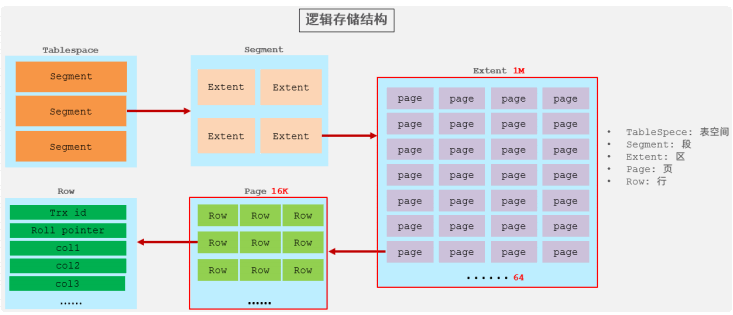 逻辑存储结构
Tablespace
Segment
Segment
Segment
Segment
Extent Extent
Extent Extent
Extent 1M
page page page page
page page page page
page page page page
page page page page
page page page page
page page page page
page page page page
······ 64
• TableSpece: 表空间
• Segment: 段
• Extent: 区
• Page: 页
• Row: 行
Row
Trx id
Roll pointer
col1
col2
col3
……
Page 16K
Row Row Row
Row Row Row
Row Row Row
……